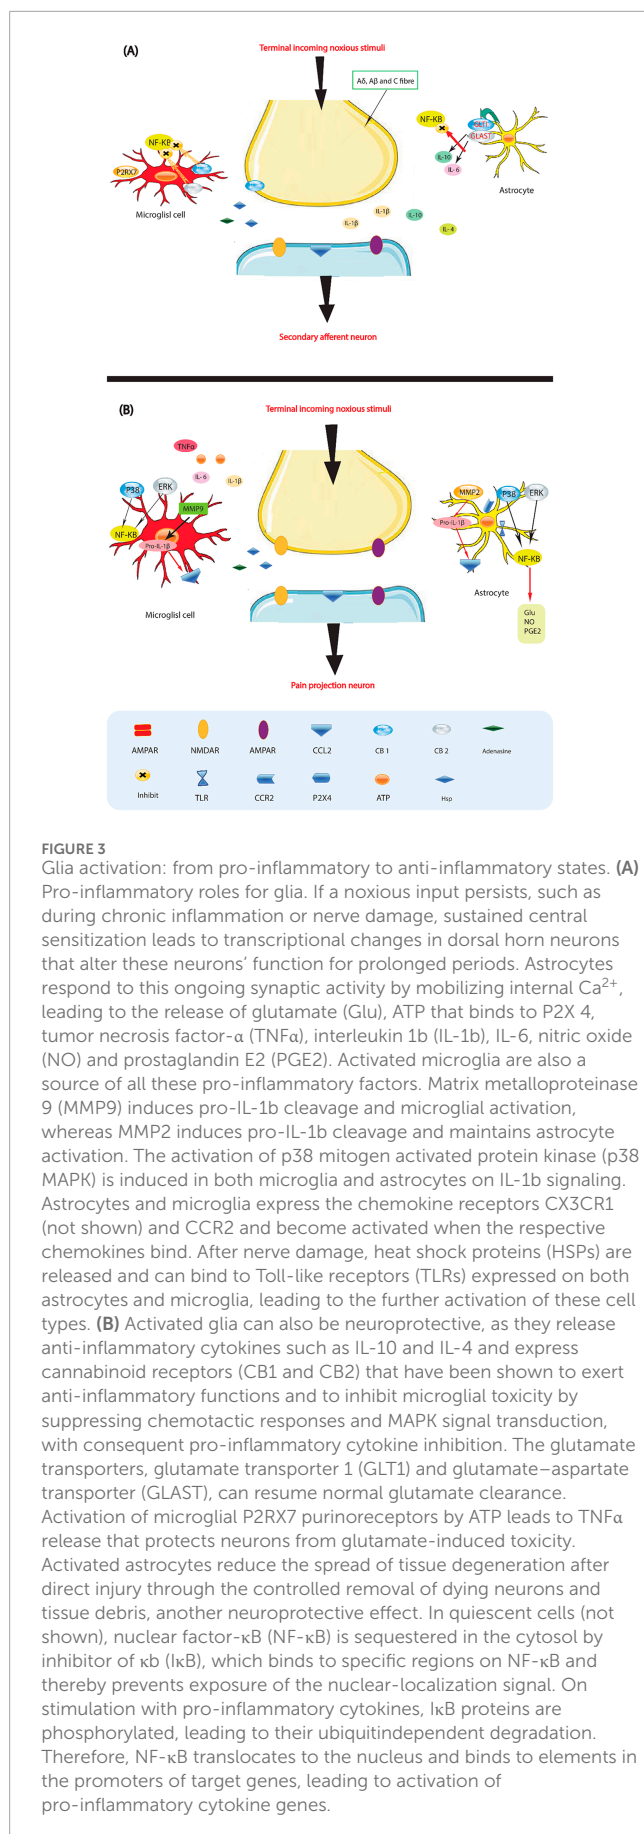 (A)
Terminal incoming noxious stimuli
Aδ, Aβ and C fibre
NF-KB
P2RX7
Microglisl cell
NF-KB
GLT1
GLAST
IL-10
IL- 6
Astrocyte
IL-1β
IL-1β
IL-10
IL- 4
Secondary afferent neuron
(B)
Terminal incoming noxious stimuli
TNFα
IL- 6
IL-1β
P38
ERK
MMP9
NF-KB
Pro-IL-1β
Microglisl cell
MMP2
P38
ERK
Pro-IL-1β
NF-KB
Astrocyte
Glu
NO
PGE2
Pain projection neuron
AMPAR
NMDAR
AMPAR
CCL2
CB 1
CB 2
Adenasine
Inhibit
TLR
CCR2
P2X4
ATP
Hsp
FIGURE 3
Glia activation: from pro-inflammatory to anti-inflammatory states. (A)
Pro-inflammatory roles for glia. If a noxious input persists, such as
during chronic inflammation or nerve damage, sustained central
sensitization leads to transcriptional changes in dorsal horn neurons
that alter these neurons’ function for prolonged periods. Astrocytes
respond to this ongoing synaptic activity by mobilizing internal Ca²⁺,
leading to the release of glutamate (Glu), ATP that binds to P2X 4,
tumor necrosis factor-α (TNFα), interleukin 1b (IL-1b), IL-6, nitric oxide
(NO) and prostaglandin E2 (PGE2). Activated microglia are also a
source of all these pro-inflammatory factors. Matrix metalloproteinase
9 (MMP9) induces pro-IL-1b cleavage and microglial activation,
whereas MMP2 induces pro-IL-1b cleavage and maintains astrocyte
activation. The activation of p38 mitogen activated protein kinase (p38
MAPK) is induced in both microglia and astrocytes on IL-1b signaling.
Astrocytes and microglia express the chemokine receptors CX3CR1
(not shown) and CCR2 and become activated when the respective
chemokines bind. After nerve damage, heat shock proteins (HSPs) are
released and can bind to Toll-like receptors (TLRs) expressed on both
astrocytes and microglia, leading to the further activation of these cell
types. (B) Activated glia can also be neuroprotective, as they release
anti-inflammatory cytokines such as IL-10 and IL-4 and express
cannabinoid receptors (CB1 and CB2) that have been shown to exert
anti-inflammatory functions and to inhibit microglial toxicity by
suppressing chemotactic responses and MAPK signal transduction,
with consequent pro-inflammatory cytokine inhibition. The glutamate
transporters, glutamate transporter 1 (GLT1) and glutamate–aspartate
transporter (GLAST), can resume normal glutamate clearance.
Activation of microglial P2RX7 purinoreceptors by ATP leads to TNFα
release that protects neurons from glutamate-induced toxicity.
Activated astrocytes reduce the spread of tissue degeneration after
direct injury through the controlled removal of dying neurons and
tissue debris, another neuroprotective effect. In quiescent cells (not
shown), nuclear factor-κB (NF-κB) is sequestered in the cytosol by
inhibitor of κb (IκB), which binds to specific regions on NF-κB and
thereby prevents exposure of the nuclear-localization signal. On
stimulation with pro-inflammatory cytokines, IκB proteins are
phosphorylated, leading to their ubiquitindependent degradation.
Therefore, NF-κB translocates to the nucleus and binds to elements in
the promoters of target genes, leading to activation of
pro-inflammatory cytokine genes.